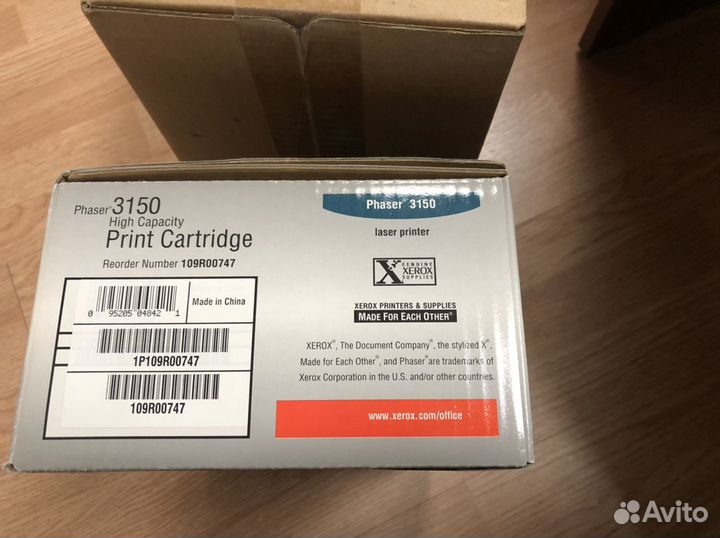 Phaser® 3150
High Capacity
Print Cartridge
Reorder Number 109R00747
Made in China
0 95205 04842 1
1P109R00747
109R00747
Phaser® 3150
laser printer
X GENUINE
XEROX
SUPPLIES
XEROX PRINTERS & SUPPLIES
MADE FOR EACH OTHER®
XEROX®, The Document Company®, the stylized X®,
Made for Each Other®, and Phaser® are trademarks of
Xerox Corporation in the U.S. and/or other countries.
www.xerox.com/office
Avito